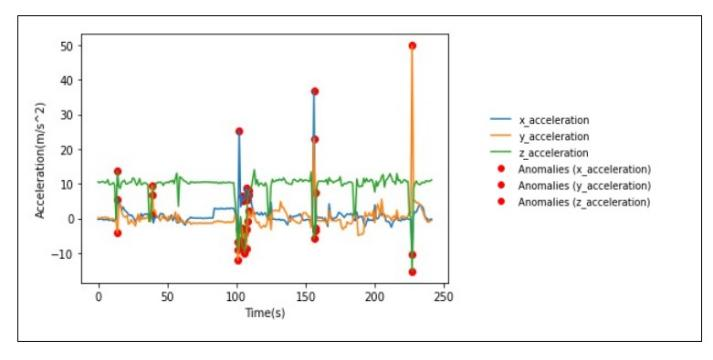 50
40
30
20
10
0
−10
Acceleration(m/s^2)
0 50 100 150 200 250
Time(s)
x_acceleration
y_acceleration
z_acceleration
Anomalies (x_acceleration)
Anomalies (y_acceleration)
Anomalies (z_acceleration)